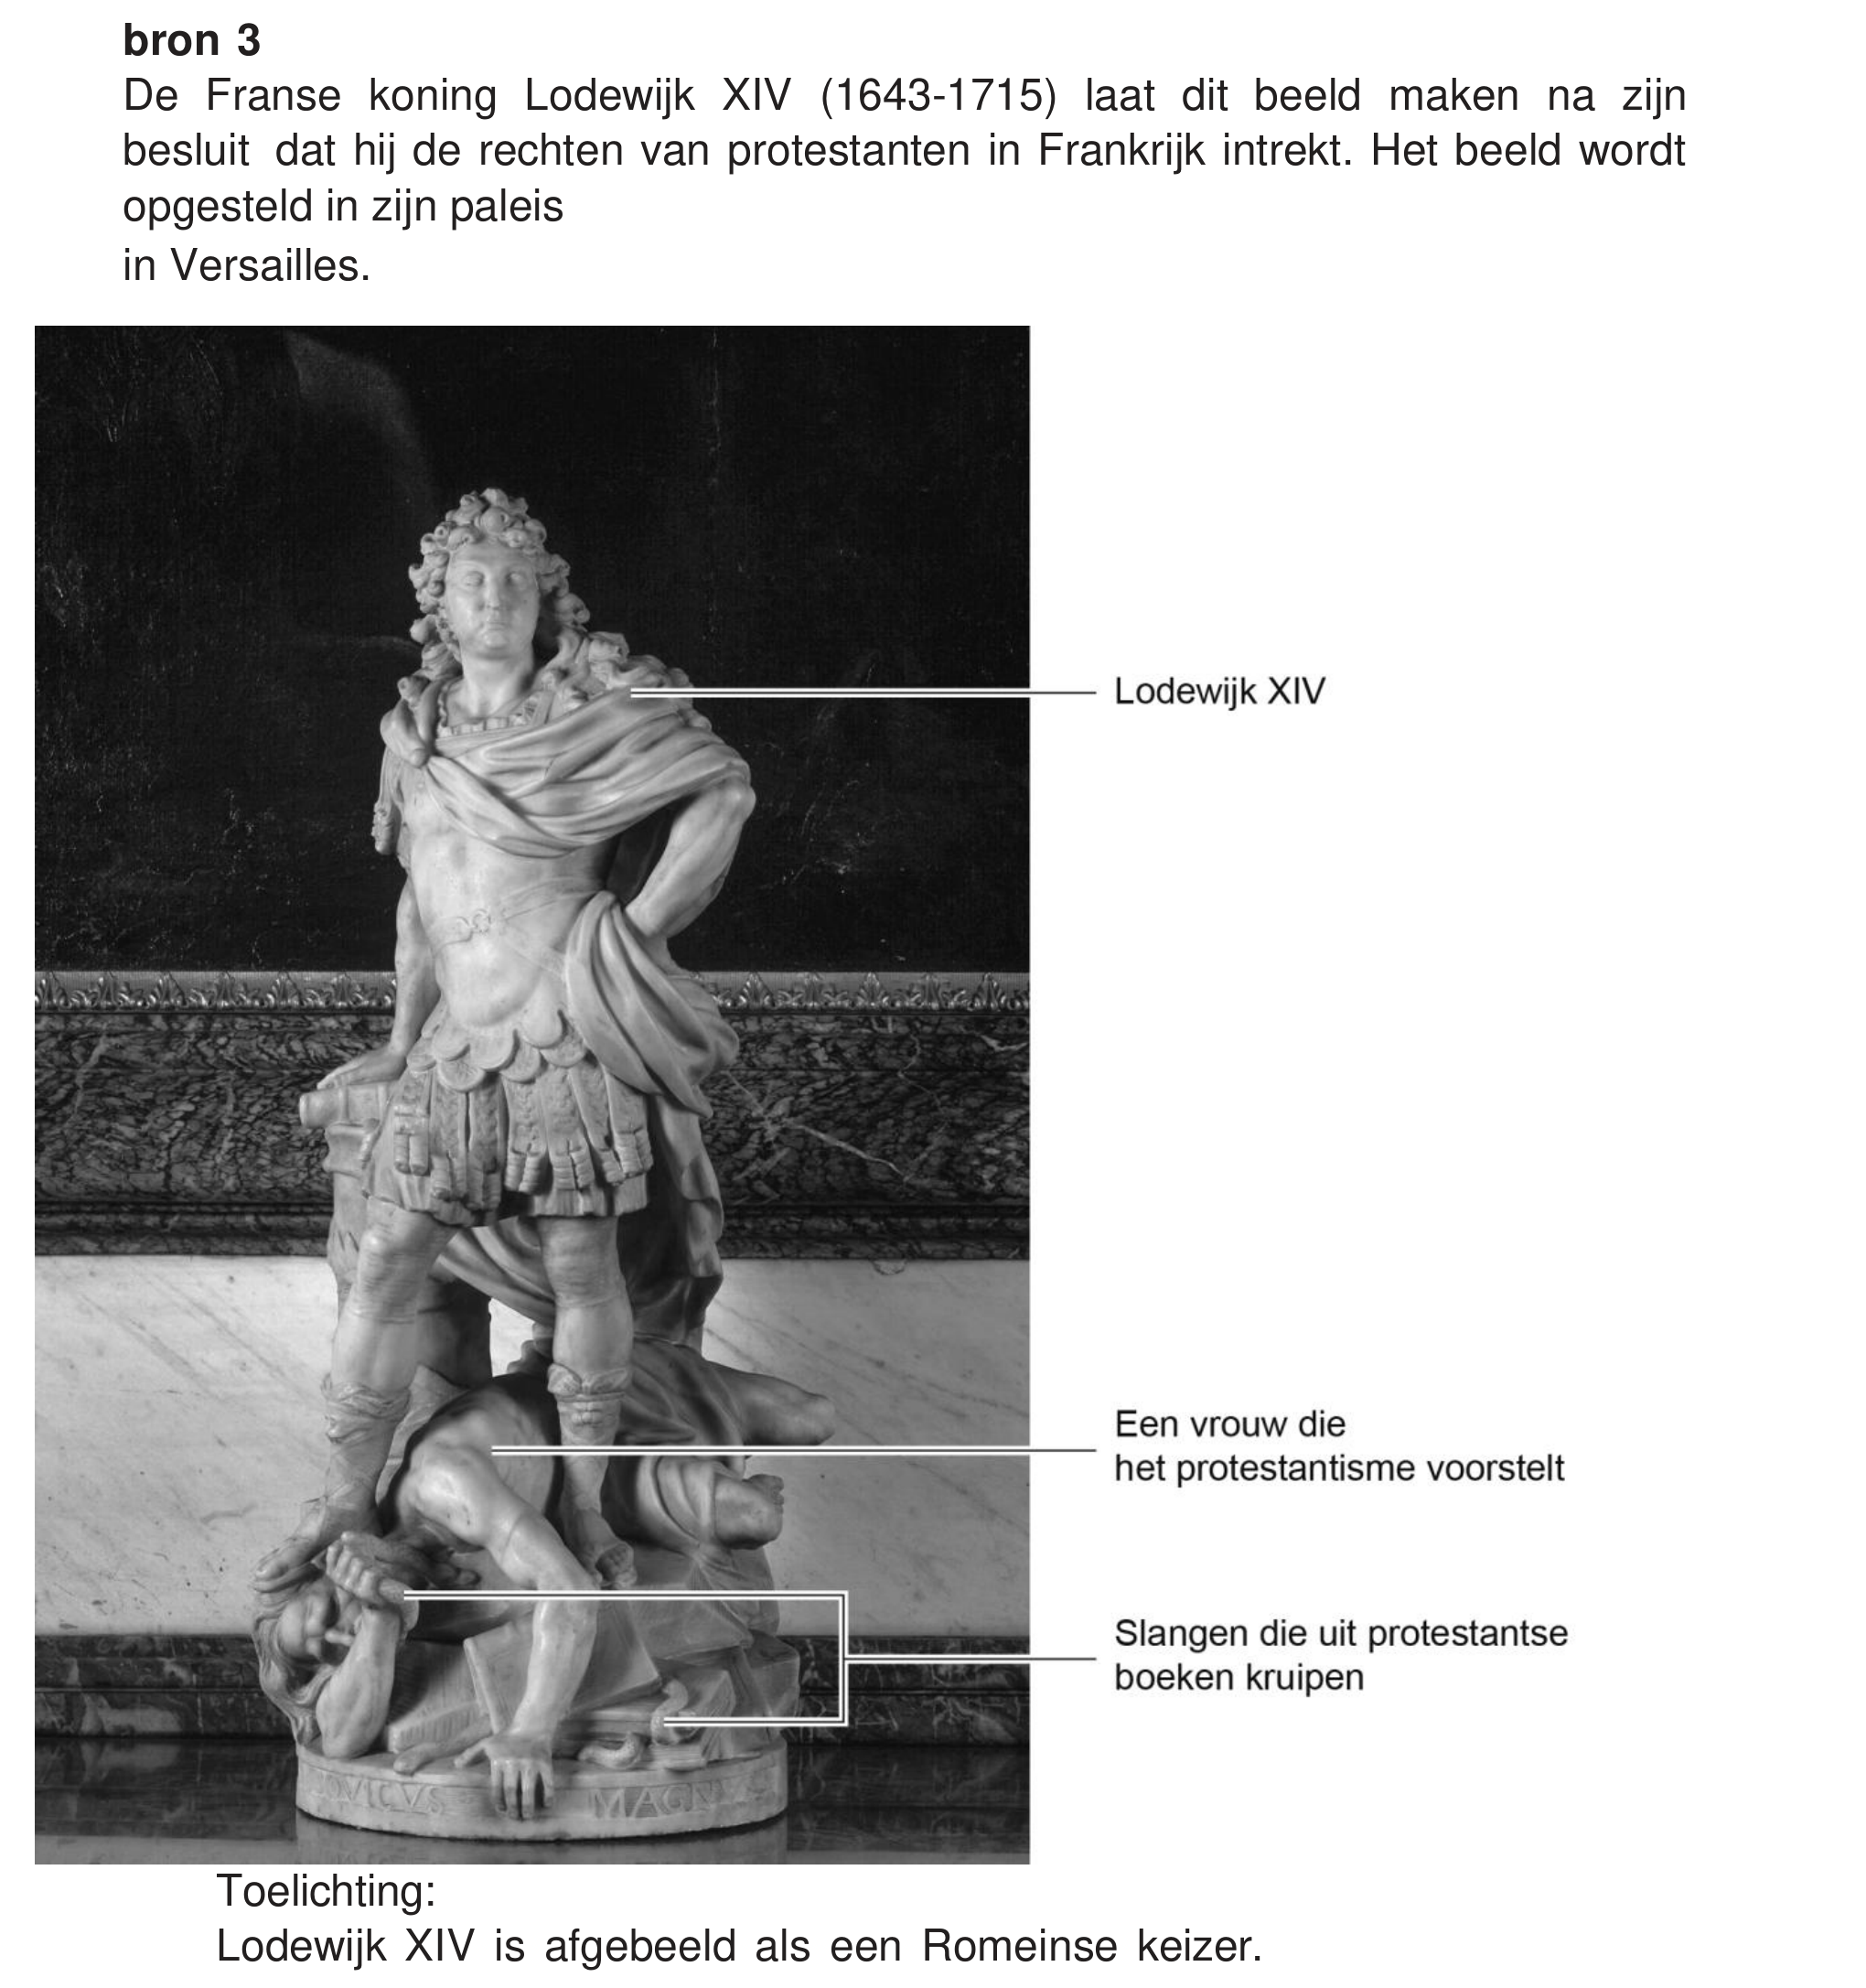 bron 3
De Franse koning Lodewijk XIV (1643-1715) laat dit beeld maken na zijn
besluit dat hij de rechten van protestanten in Frankrijk intrekt. Het beeld wordt
opgesteld in zijn paleis
in Versailles.
Lodewijk XIV
Een vrouw die
het protestantisme voorstelt
Slangen die uit protestantse
boeken kruipen
Toelichting:
Lodewijk XIV is afgebeeld als een Romeinse keizer.